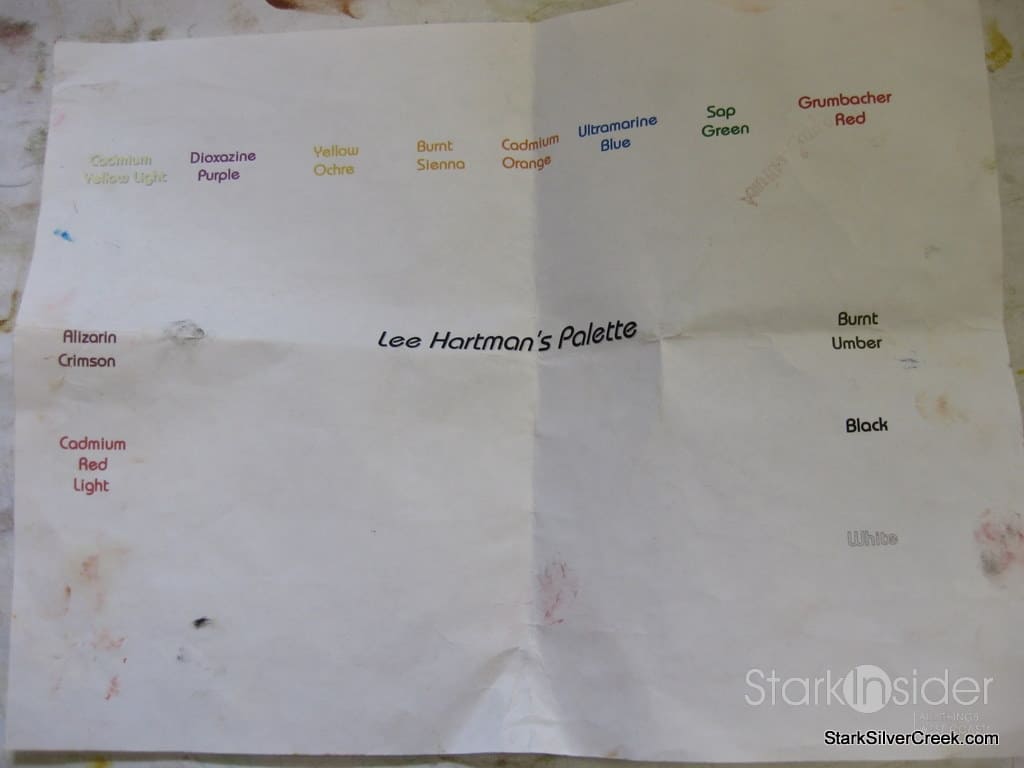 Cadmium
Yellow Light
Dioxazine
Purple
Yellow
Ochre
Burnt
Sienna
Cadmium
Orange
Ultramarine
Blue
Sap
Green
Grumbacher
Red
Alizarin
Crimson
Lee Hartman's Palette
Burnt
Umber
Cadmium
Red
Light
Black
White
StarkInsider
StarkSilverCreek.com